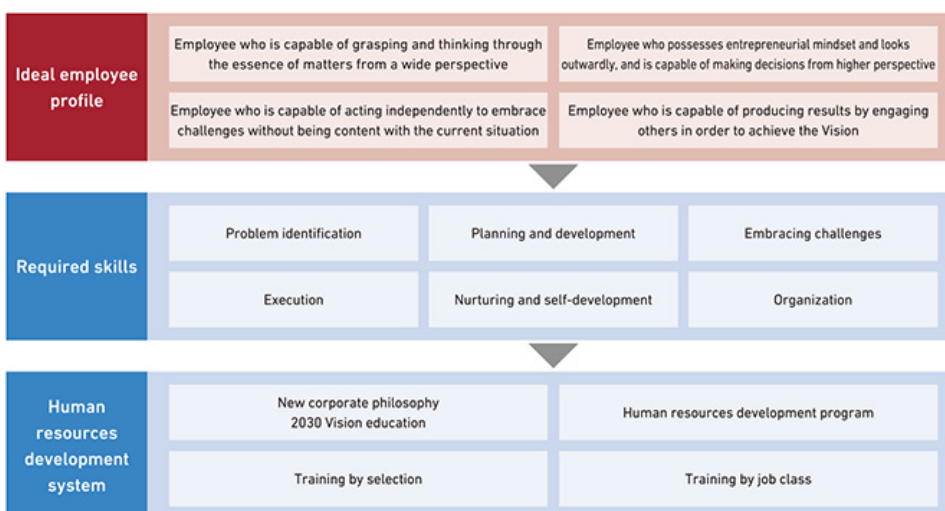 Ideal employee
profile
Employee who is capable of grasping and thinking through
the essence of matters from a wide perspective
Employee who possesses entrepreneurial mindset and looks
outwardly, and is capable of making decisions from higher perspective
Employee who is capable of acting independently to embrace
challenges without being content with the current situation
Employee who is capable of producing results by engaging
others in order to achieve the Vision
Required skills
Problem identification
Planning and development
Embracing challenges
Execution
Nurturing and self-development
Organization
Human
resources
development
system
New corporate philosophy
2030 Vision education
Human resources development program
Training by selection
Training by job class